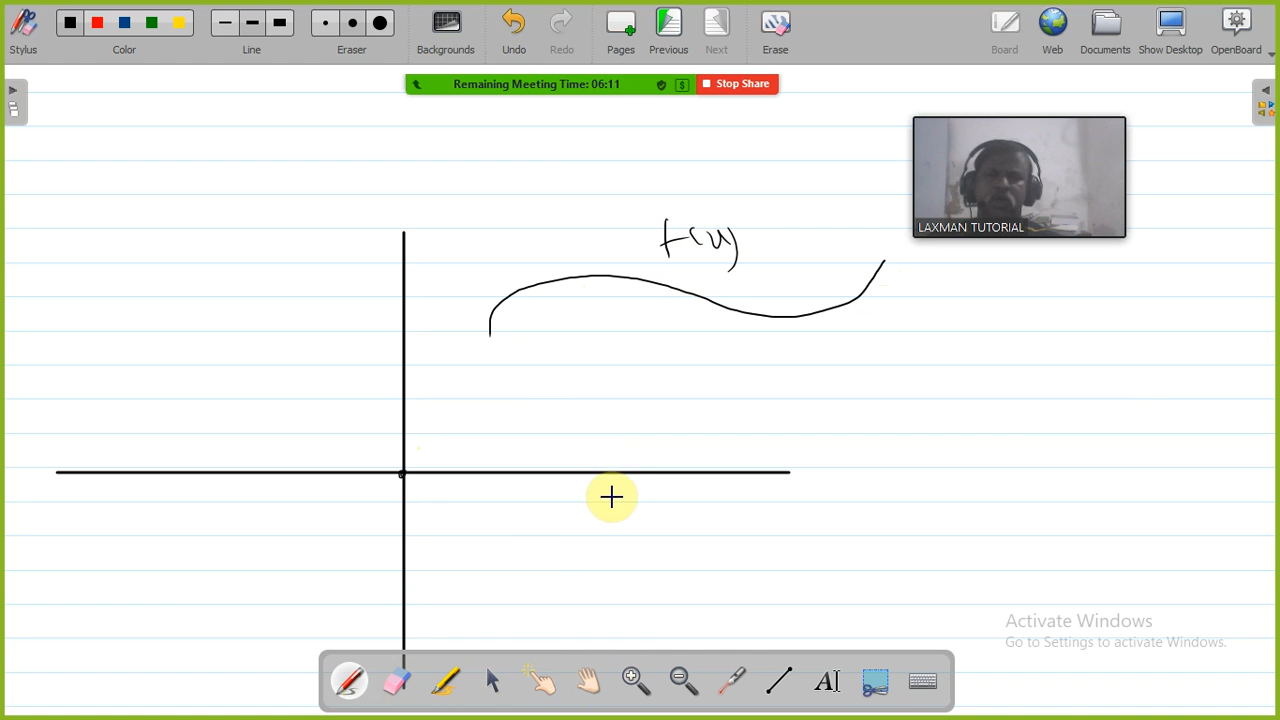 Stylus
Color
Line
Eraser
Backgrounds
Undo
Redo
Pages
Previous
Next
Erase
Board
Web
Documents
Show Desktop
OpenBoard
Remaining Meeting Time: 06:11
Stop Share
LAXMAN TUTORIAL
Activate Windows
Go to Settings to activate Windows.